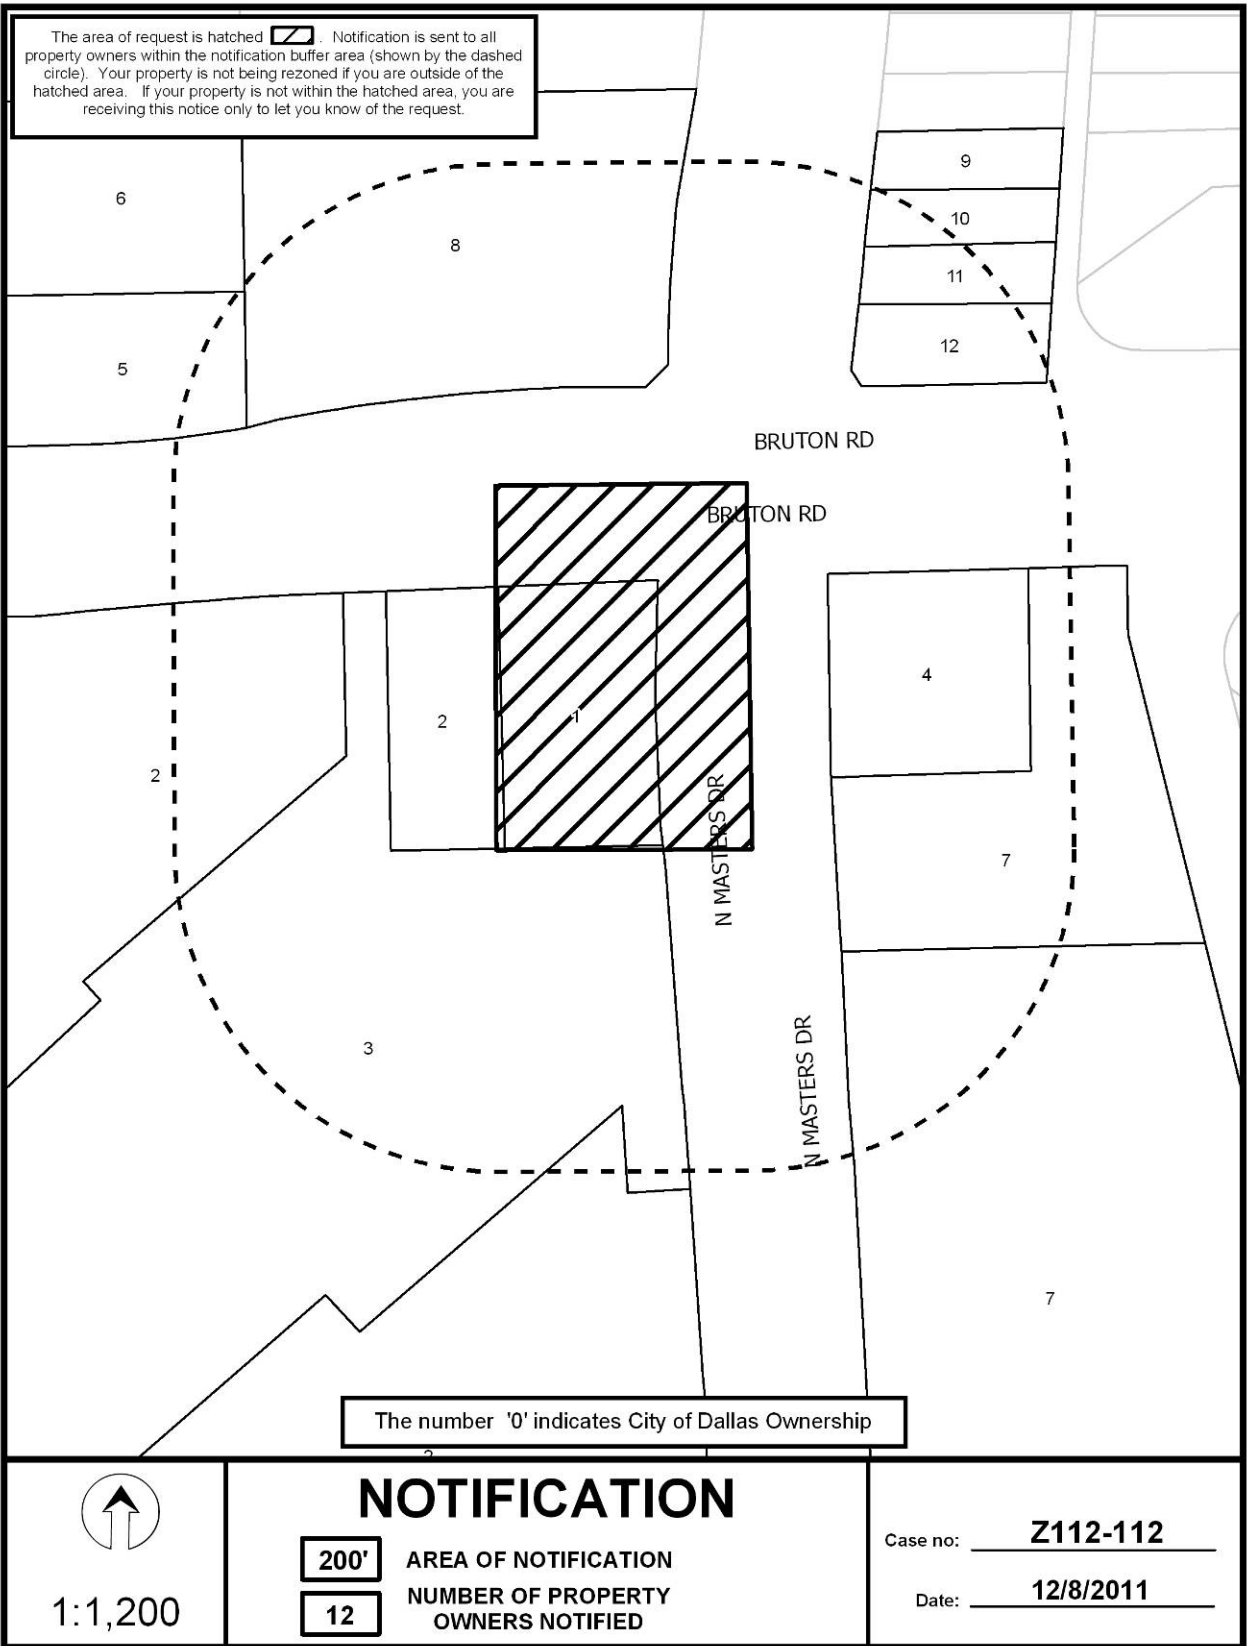 The area of request is hatched . Notification is sent to all
property owners within the notification buffer area (shown by the dashed
circle). Your property is not being rezoned if you are outside of the
hatched area. If your property is not within the hatched area, you are
receiving this notice only to let you know of the request.
9
6
10
8
11
12
5
BRUTON RD
BRUTON RD
4
1
2
2
N MASTERS DR
7
3
N MASTERS DR
7
The number '0' indicates City of Dallas Ownership
NOTIFICATION
200' AREA OF NOTIFICATION
12 NUMBER OF PROPERTY
OWNERS NOTIFIED
1:1,200
Case no: Z112-112
Date: 12/8/2011